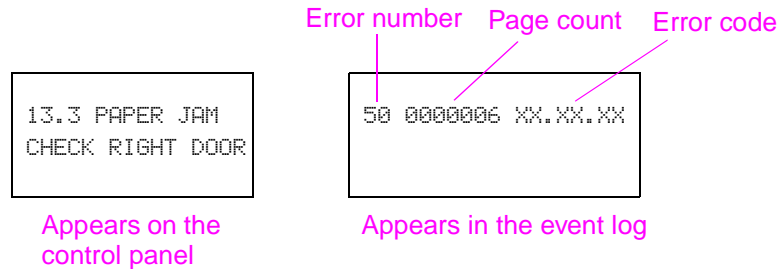 Error number Page count Error code
13.3 PAPER JAM
CHECK RIGHT DOOR
50 0000006 XX.XX.XX
Appears on the
control panel
Appears in the event log